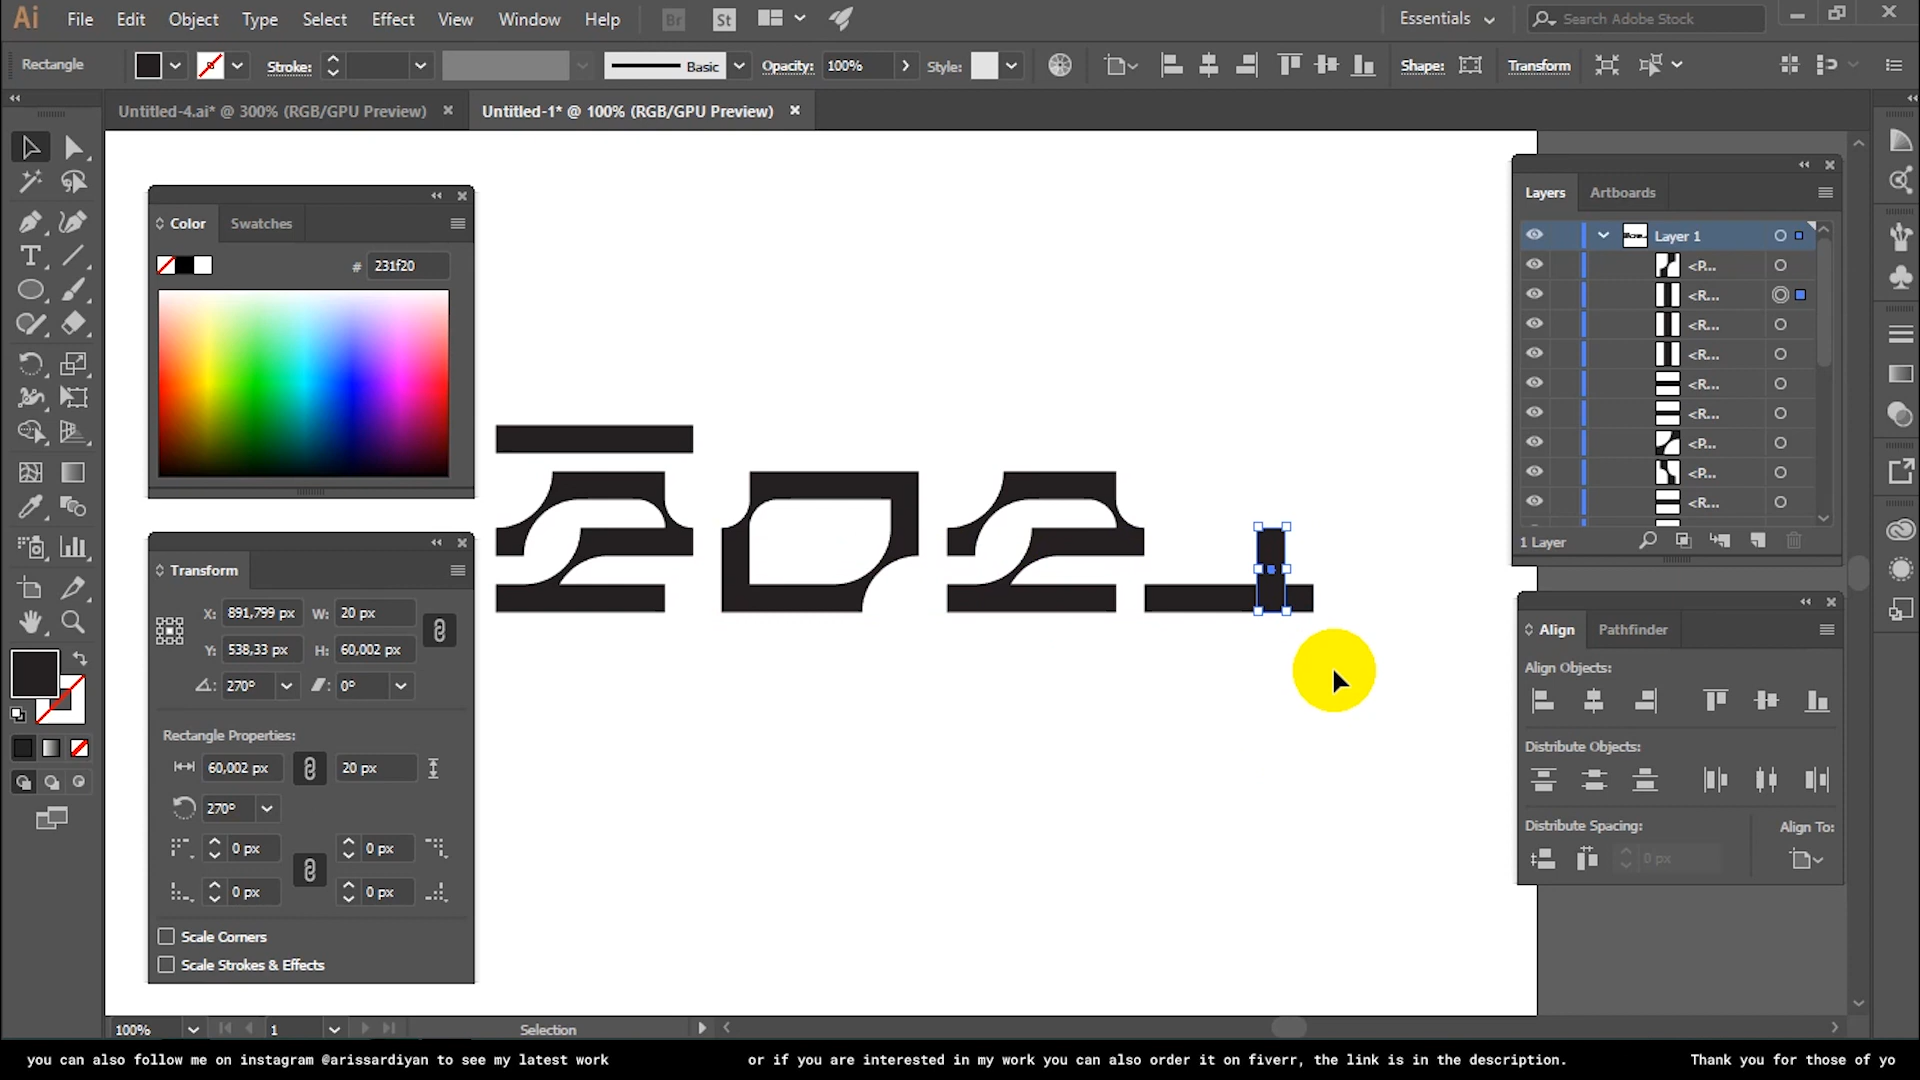 Ai File Edit Object Type Select Effect View Window Help Br St Essentials Search Adobe Stock
Rectangle Stroke: Basic Opacity: 100% Style: Shape: Transform
Untitled-4.ai* @ 300% (RGB/GPU Preview) Untitled-1* @ 100% (RGB/GPU Preview)
Color Swatches
# 231f20
Transform
X: 891,799 px W: 20 px
Y: 538,33 px H: 60,002 px
270° 0°
Rectangle Properties:
60,002 px 20 px
270°
0 px 0 px
0 px 0 px
Scale Corners
Scale Strokes & Effects
202
Layers Artboards
Layer 1
<P...
<R...
<R...
<R...
<R...
<R...
<P...
<P...
<R...
1 Layer
Align Pathfinder
Align Objects:
Distribute Objects:
Distribute Spacing: Align To:
0 px
100% 1 Selection
you can also follow me on instagram @arissardiyan to see my latest work or if you are interested in my work you can also order it on fiverr, the link is in the description. Thank you for those of yo